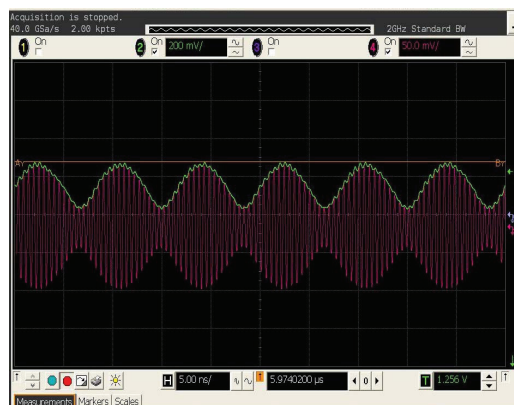 Acquisition is stopped.
40.0 GSa/s 2.00 kpts
2GHz Standard BW
1 On 2 On 200 mV/ 3 On 4 On 50.0 mV/
H 5.00 ns/ 5.9740200 µs 0 T 1.256 V
Measurements Markers Scales